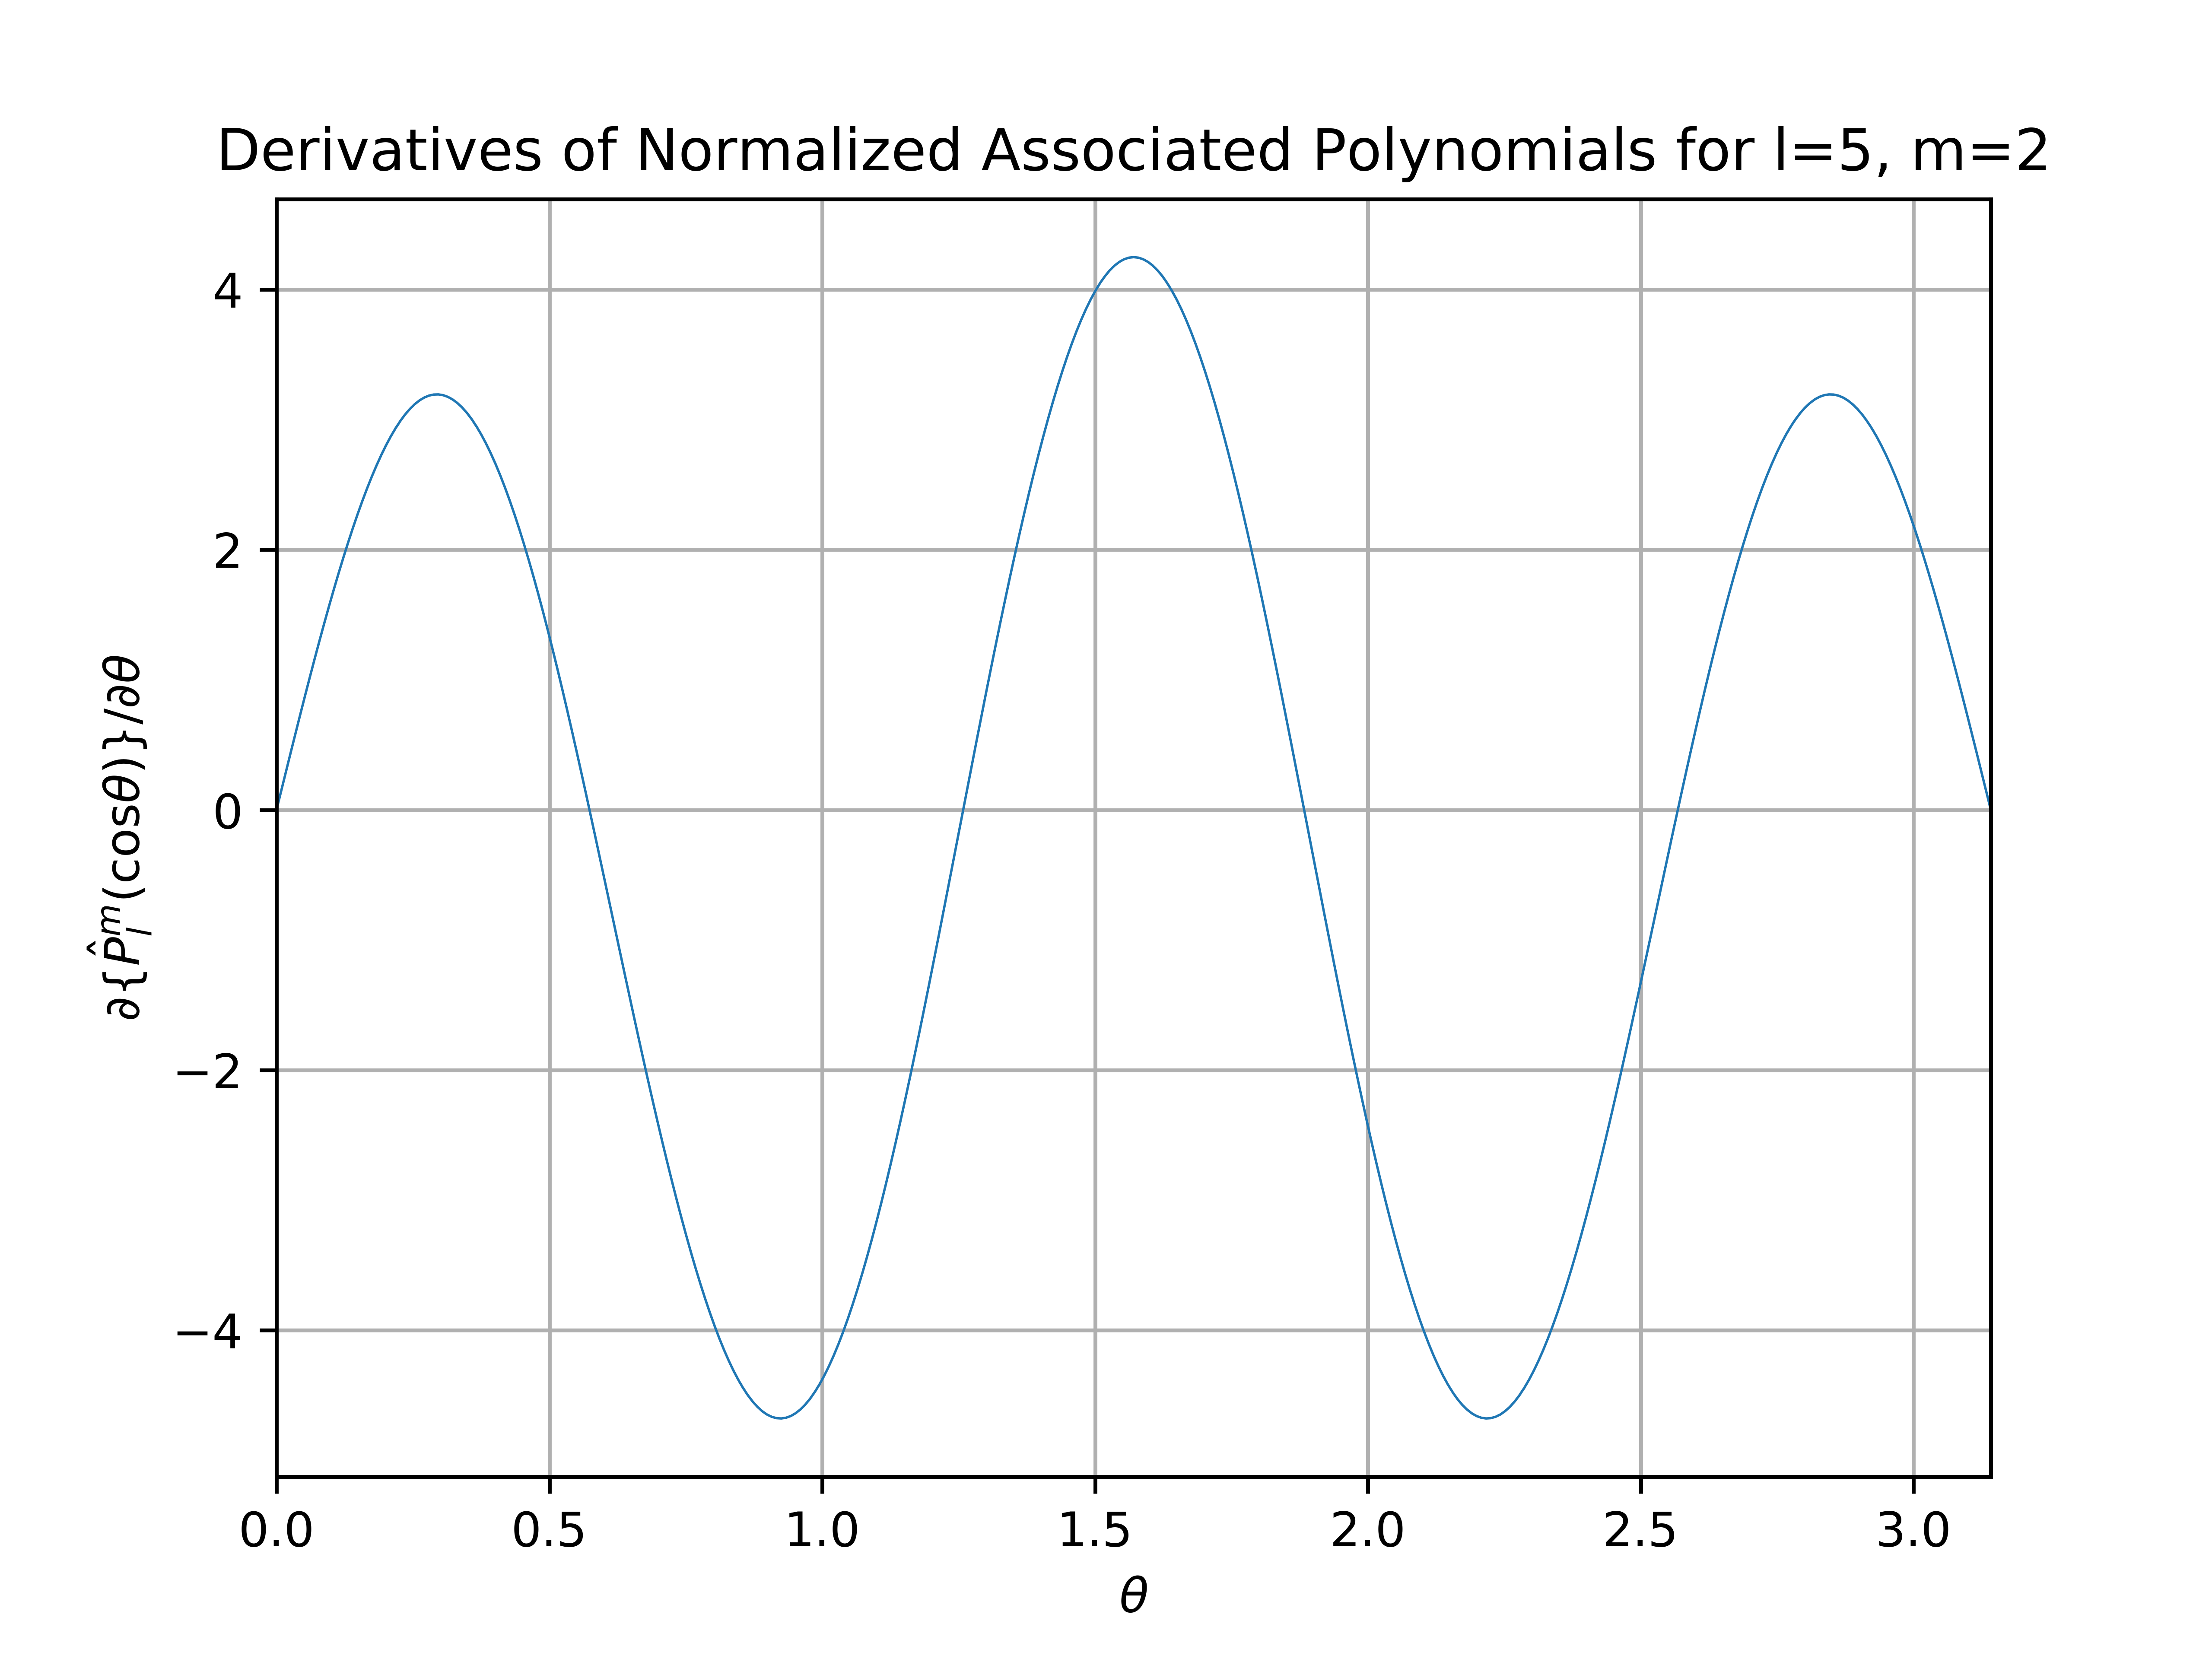 Derivatives of Normalized Associated Polynomials for l=5, m=2
∂{P̂ₗᵐ(cosθ)}/∂θ
4
2
0
−2
−4
0.0 0.5 1.0 1.5 2.0 2.5 3.0
θ